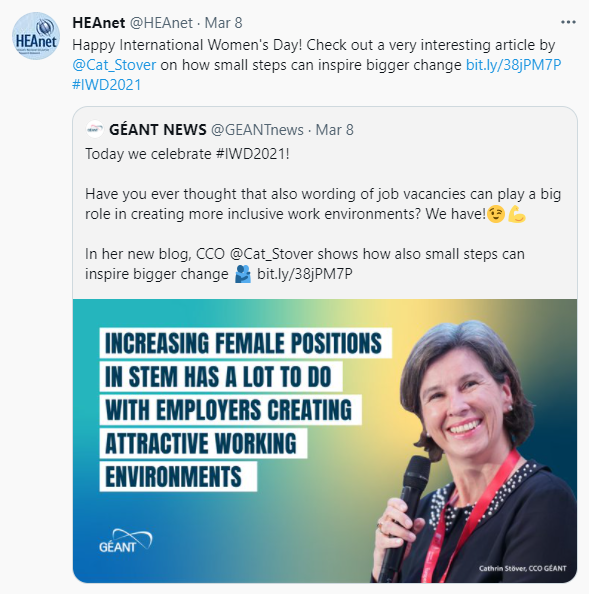 HEAnet @HEAnet · Mar 8
HEAnet
Happy International Women's Day! Check out a very interesting article by
@Cat_Stover on how small steps can inspire bigger change bit.ly/38jPM7P
#IWD2021
GÉANT NEWS @GEANTnews · Mar 8
Today we celebrate #IWD2021!
Have you ever thought that also wording of job vacancies can play a big
role in creating more inclusive work environments? We have!😉💪
In her new blog, CCO @Cat_Stover shows how also small steps can
inspire bigger change 🫂 bit.ly/38jPM7P
INCREASING FEMALE POSITIONS
IN STEM HAS A LOT TO DO
WITH EMPLOYERS CREATING
ATTRACTIVE WORKING
ENVIRONMENTS
GÉANT
Cathrin Stöver, CCO GÉANT